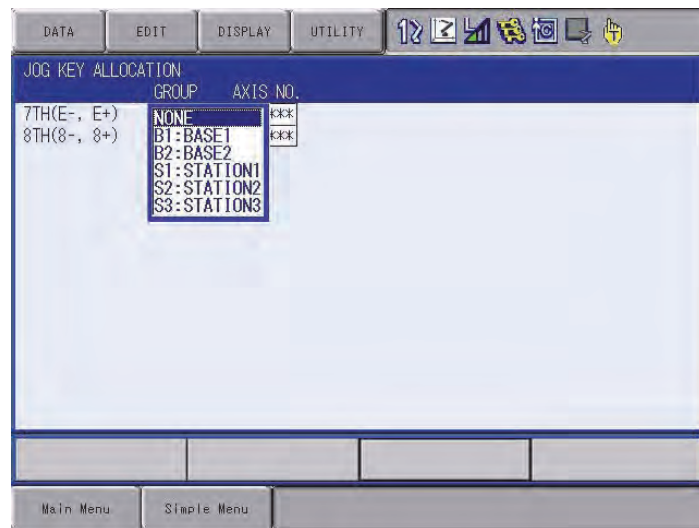 DATA EDIT DISPLAY UTILITY
JOG KEY ALLOCATION
GROUP AXIS NO.
7TH(E-, E+) NONE ***
8TH(8-, 8+) B1:BASE1 ***
B2:BASE2
S1:STATION1
S2:STATION2
S3:STATION3
Main Menu Simple Menu